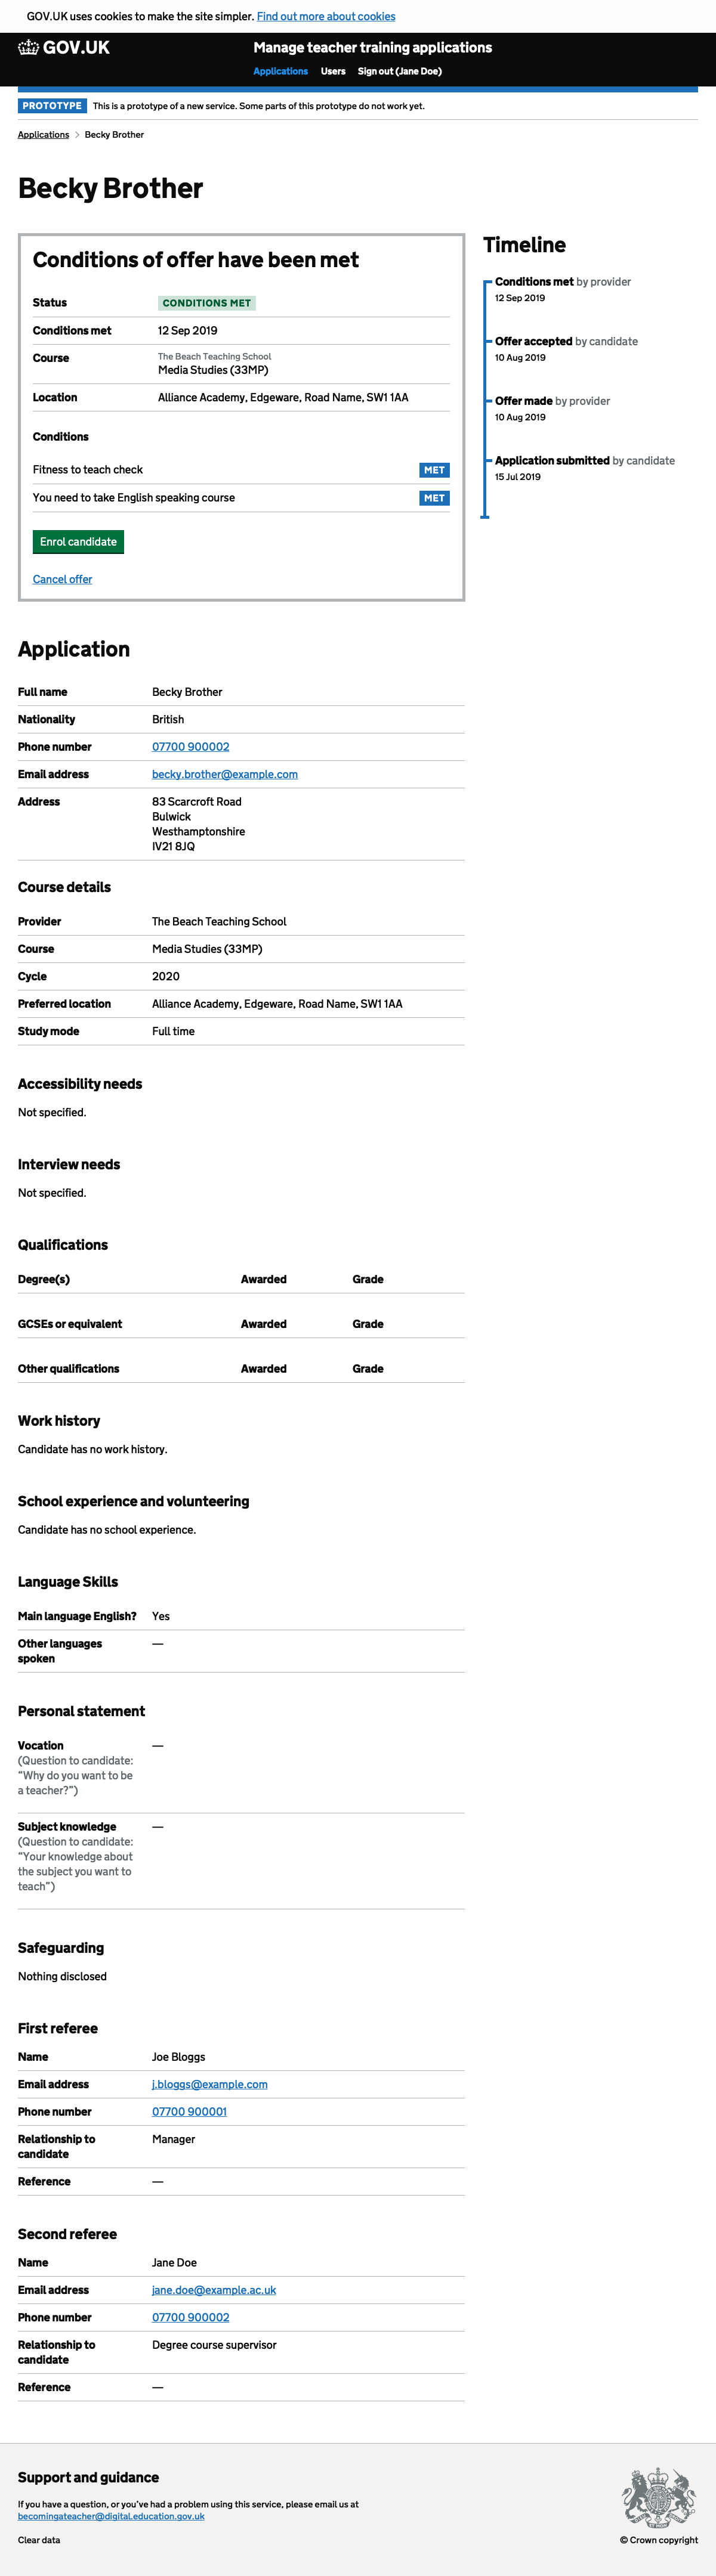 GOV.UK uses cookies to make the site simpler. Find out more about cookies
GOV.UK
Manage teacher training applications
Applications Users Sign out (Jane Doe)
PROTOTYPE This is a prototype of a new service. Some parts of this prototype do not work yet.
Applications > Becky Brother
Becky Brother
Conditions of offer have been met
Status CONDITIONS MET
Conditions met 12 Sep 2019
Course The Beach Teaching School
Media Studies (33MP)
Location Alliance Academy, Edgeware, Road Name, SW1 1AA
Conditions
Fitness to teach check MET
You need to take English speaking course MET
Enrol candidate
Cancel offer
Timeline
Conditions met by provider
12 Sep 2019
Offer accepted by candidate
10 Aug 2019
Offer made by provider
10 Aug 2019
Application submitted by candidate
15 Jul 2019
Application
Full name Becky Brother
Nationality British
Phone number 07700 900002
Email address becky.brother@example.com
Address 83 Scarcroft Road
Bulwick
Westhamptonshire
IV21 8JQ
Course details
Provider The Beach Teaching School
Course Media Studies (33MP)
Cycle 2020
Preferred location Alliance Academy, Edgeware, Road Name, SW1 1AA
Study mode Full time
Accessibility needs
Not specified.
Interview needs
Not specified.
Qualifications
Degree(s) Awarded Grade
GCSEs or equivalent Awarded Grade
Other qualifications Awarded Grade
Work history
Candidate has no work history.
School experience and volunteering
Candidate has no school experience.
Language Skills
Main language English? Yes
Other languages —
spoken
Personal statement
Vocation —
(Question to candidate:
“Why do you want to be
a teacher?”)
Subject knowledge —
(Question to candidate:
“Your knowledge about
the subject you want to
teach”)
Safeguarding
Nothing disclosed
First referee
Name Joe Bloggs
Email address j.bloggs@example.com
Phone number 07700 900001
Relationship to Manager
candidate
Reference —
Second referee
Name Jane Doe
Email address jane.doe@example.ac.uk
Phone number 07700 900002
Relationship to Degree course supervisor
candidate
Reference —
Support and guidance
If you have a question, or you’ve had a problem using this service, please email us at
becomingateacher@digital.education.gov.uk
Clear data
© Crown copyright